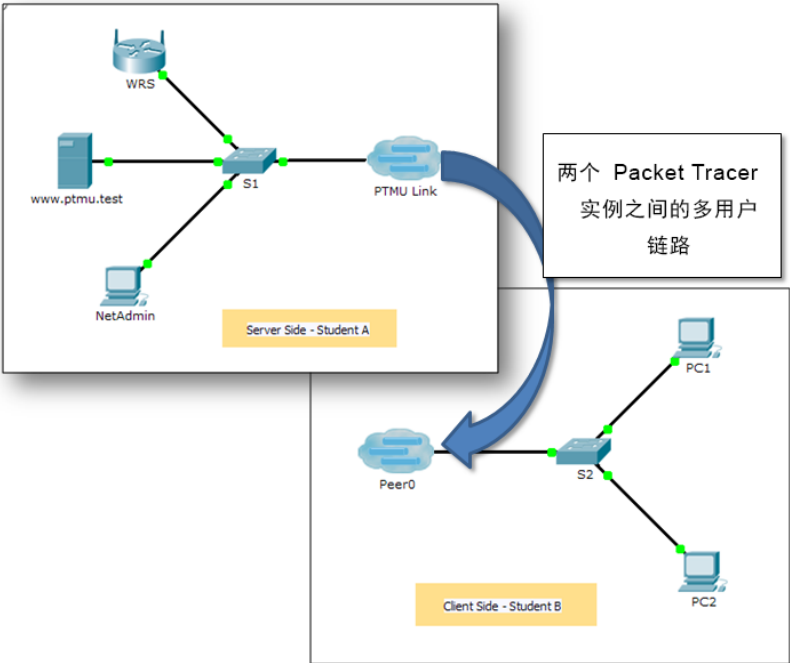 WRS
www.ptmu.test
S1
PTMU Link
NetAdmin
Server Side - Student A
两个 Packet Tracer
实例之间的多用户
链路
PC1
Peer0
S2
PC2
Client Side - Student B